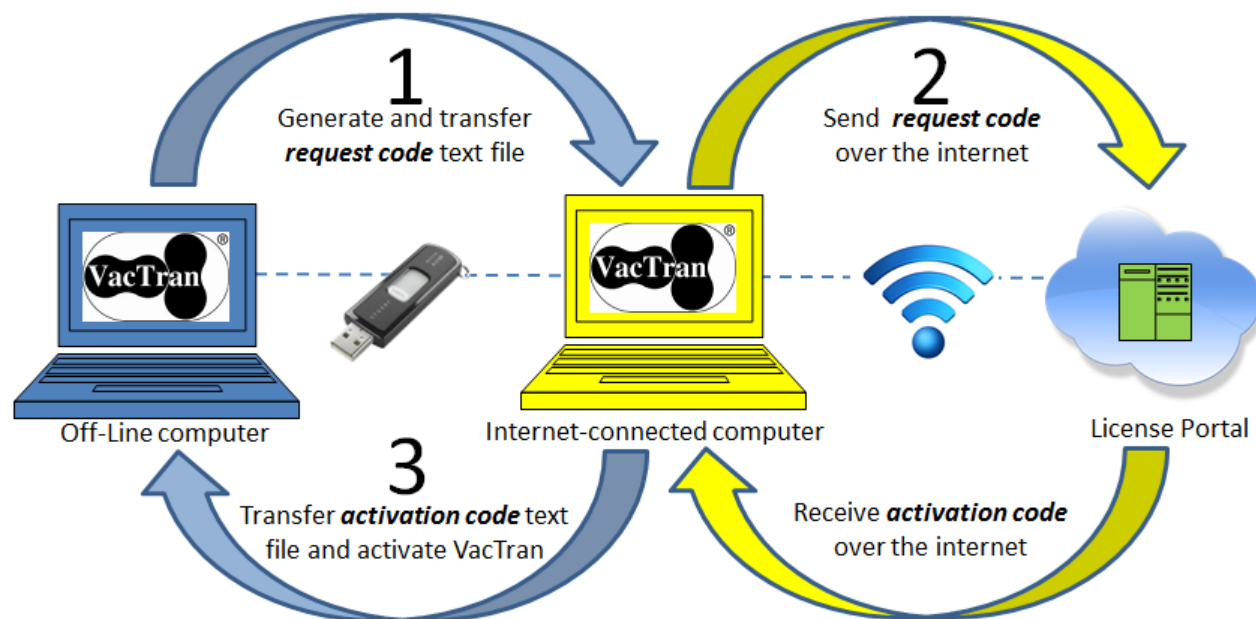 1
Generate and transfer
request code text file
2
Send request code
over the internet
VacTran
®
VacTran
®
Off-Line computer
Internet-connected computer
License Portal
3
Transfer activation code text
file and activate VacTran
Receive activation code
over the internet